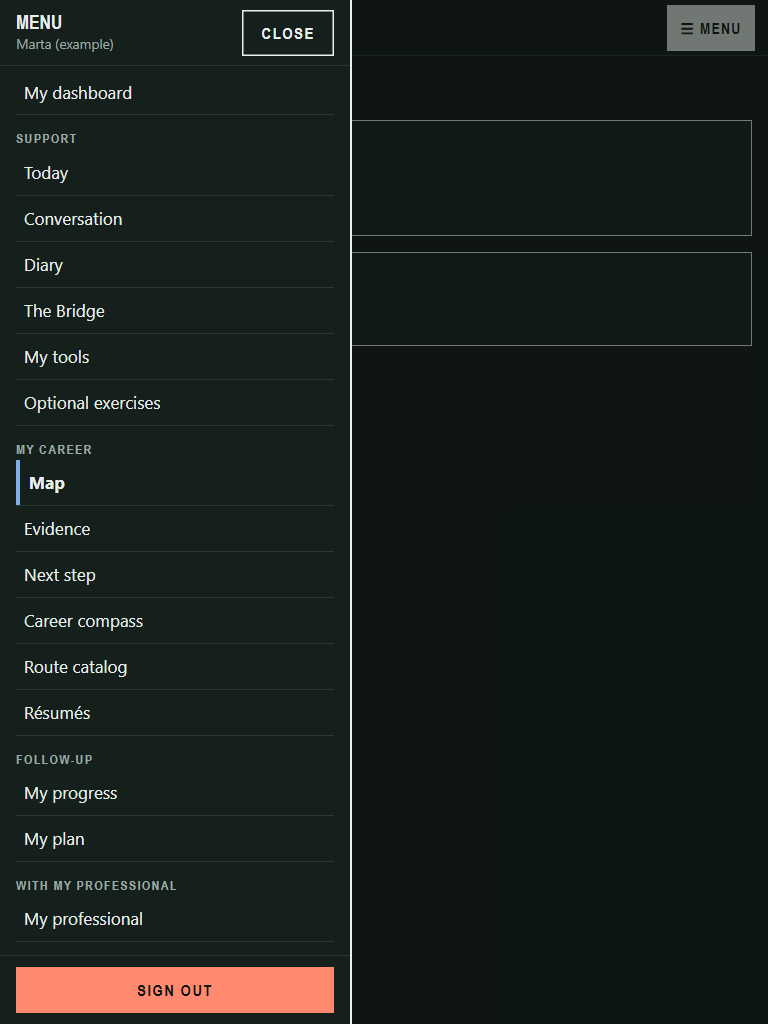 MENU
Marta (example)
CLOSE
☰ MENU
My dashboard
SUPPORT
Today
Conversation
Diary
The Bridge
My tools
Optional exercises
MY CAREER
Map
Evidence
Next step
Career compass
Route catalog
Résumés
FOLLOW-UP
My progress
My plan
WITH MY PROFESSIONAL
My professional
SIGN OUT